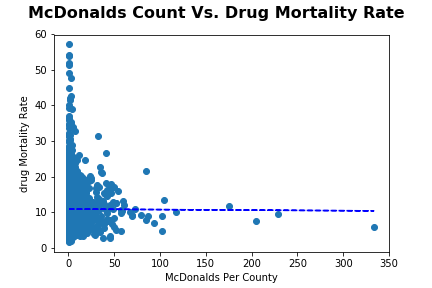 McDonalds Count Vs. Drug Mortality Rate
60
50
40
30
20
10
0
drug Mortality Rate
0 50 100 150 200 250 300 350
McDonalds Per County